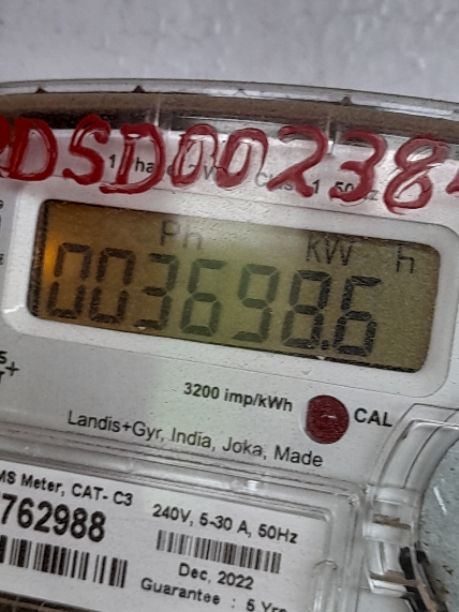 RDSD002384
Ph KW h
003698.6
3200 imp/kWh
CAL
Landis+Gyr, India, Joka, Made
MS Meter, CAT- C3
762988
240V, 5-30 A, 50Hz
Dec, 2022
Guarantee : 5 Yrs